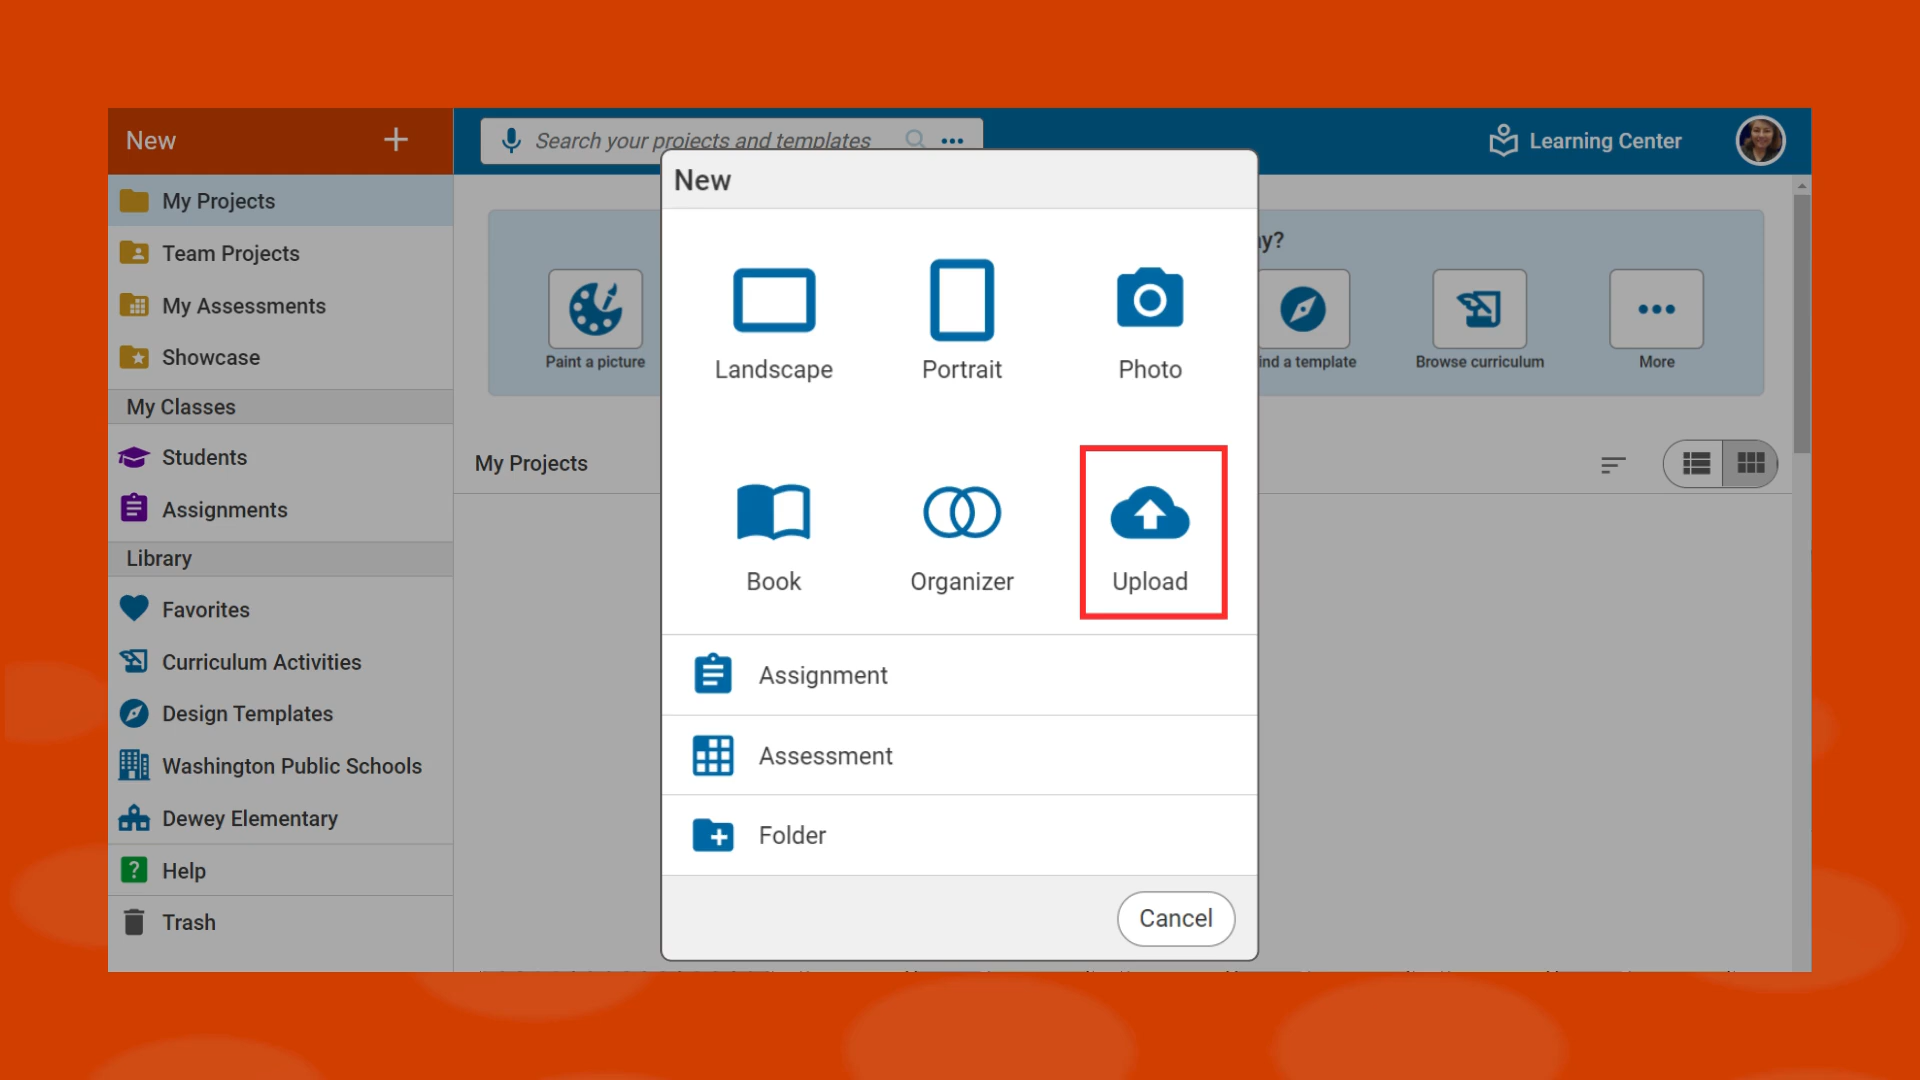 New
Search your projects and templates
Learning Center
My Projects
Team Projects
My Assessments
Showcase
My Classes
Students
Assignments
Library
Favorites
Curriculum Activities
Design Templates
Washington Public Schools
Dewey Elementary
Help
Trash
Paint a picture
ind a template
Browse curriculum
More
My Projects
New
Landscape
Portrait
Photo
Book
Organizer
Upload
Assignment
Assessment
Folder
Cancel